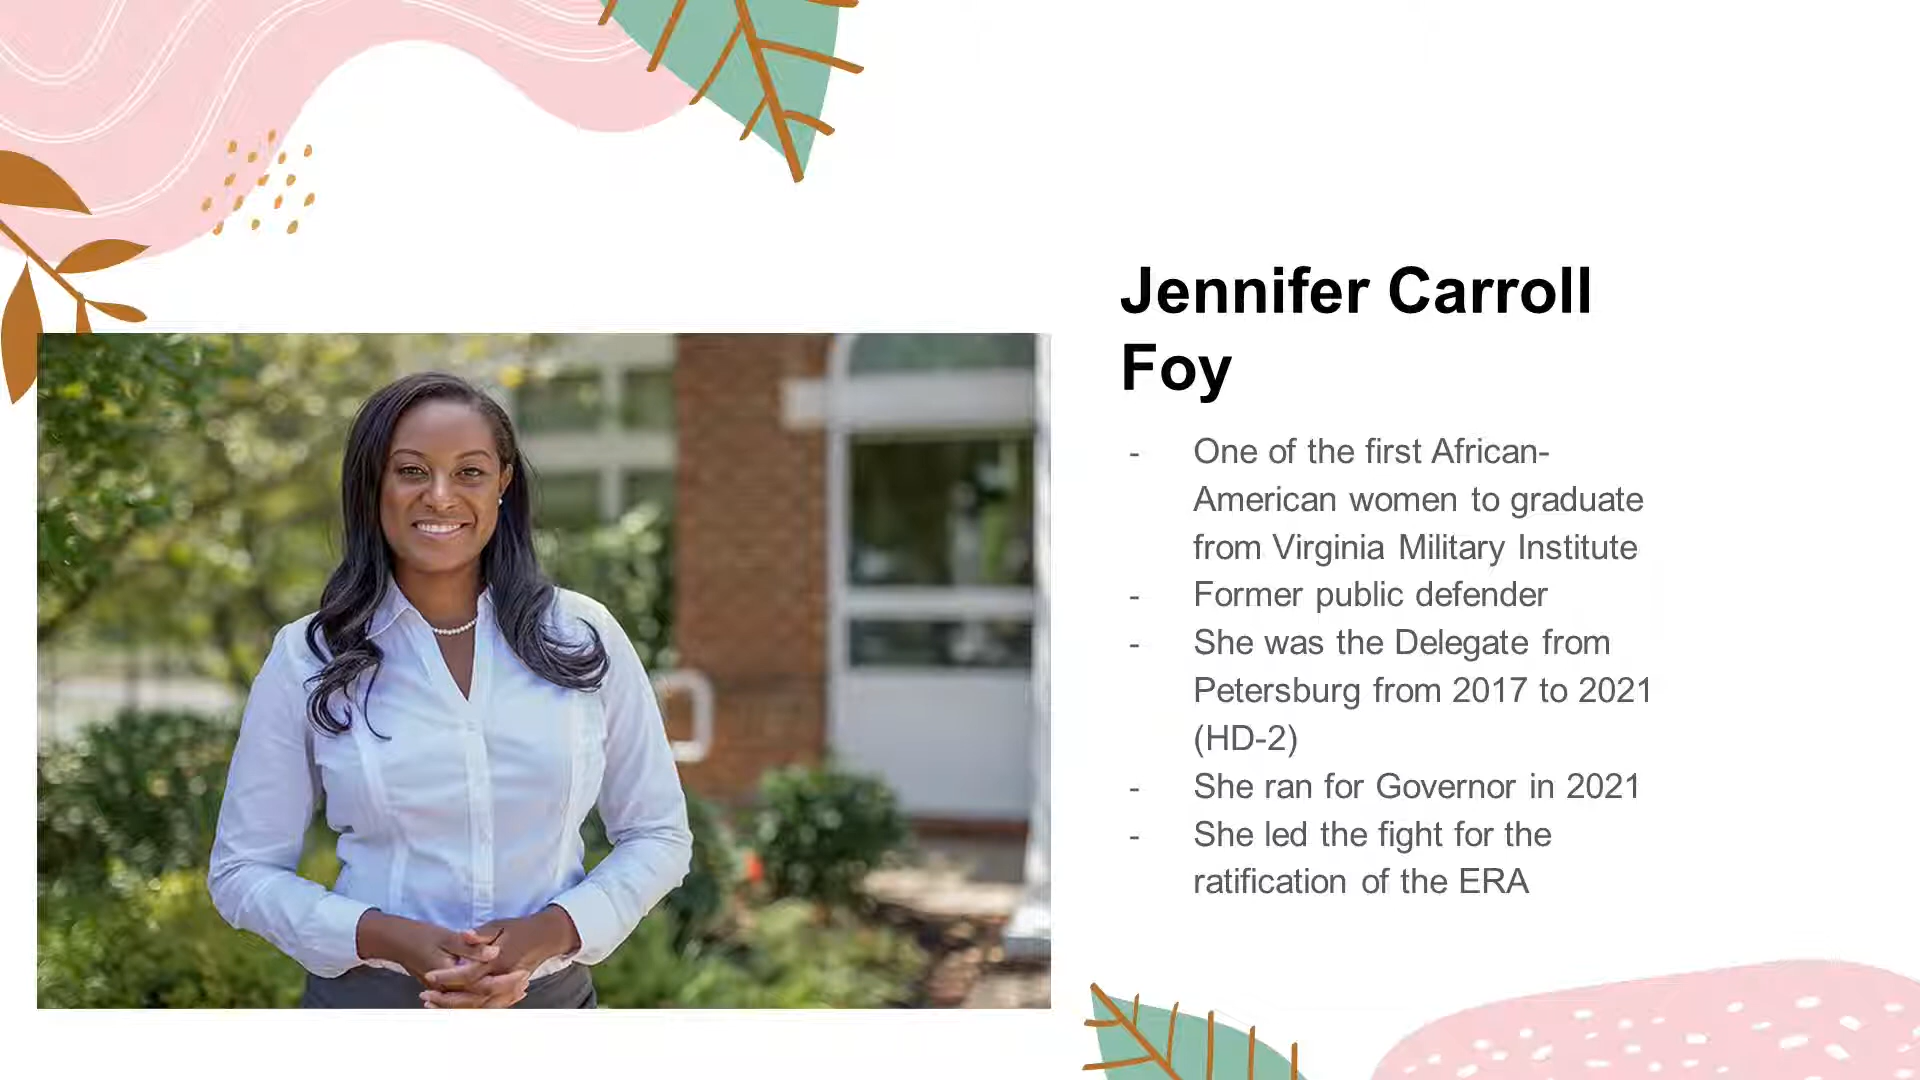 Jennifer Carroll
Foy
- One of the first African-
American women to graduate
from Virginia Military Institute
- Former public defender
- She was the Delegate from
Petersburg from 2017 to 2021
(HD-2)
- She ran for Governor in 2021
- She led the fight for the
ratification of the ERA